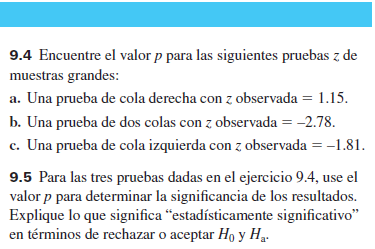 9.4 Encuentre el valor p para las siguientes pruebas z de
muestras grandes:
a. Una prueba de cola derecha con z observada = 1.15.
b. Una prueba de dos colas con z observada = −2.78.
c. Una prueba de cola izquierda con z observada = −1.81.
9.5 Para las tres pruebas dadas en el ejercicio 9.4, use el
valor p para determinar la significancia de los resultados.
Explique lo que significa “estadísticamente significativo”
en términos de rechazar o aceptar H₀ y Hₐ.